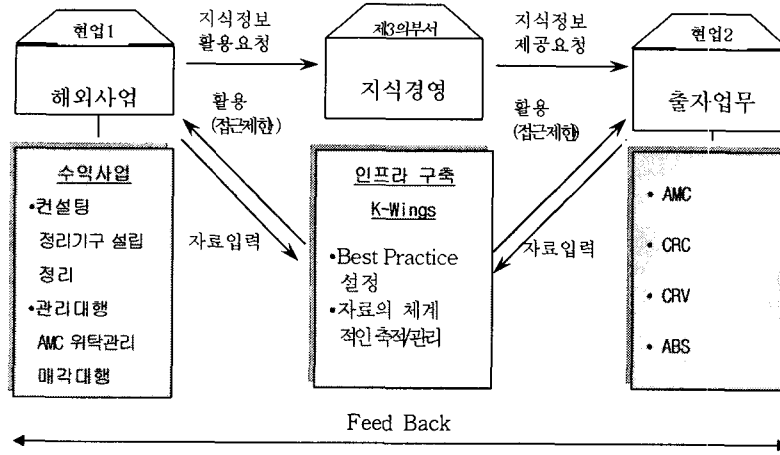 현업1
해외사업
지식정보
활용요청
제3의부서
지식경영
지식정보
제공요청
현업2
출자업무
활용
(접근제한)
활용
(접근제한)
수익사업
•컨설팅
정리기구 설립
정리
•관리대행
AMC 위탁관리
매각대행
자료입력
인프라 구축
K-Wings
•Best Practice
설정
•자료의 체계
적인 축적/관리
자료입력
• AMC
• CRC
• CRV
• ABS
Feed Back